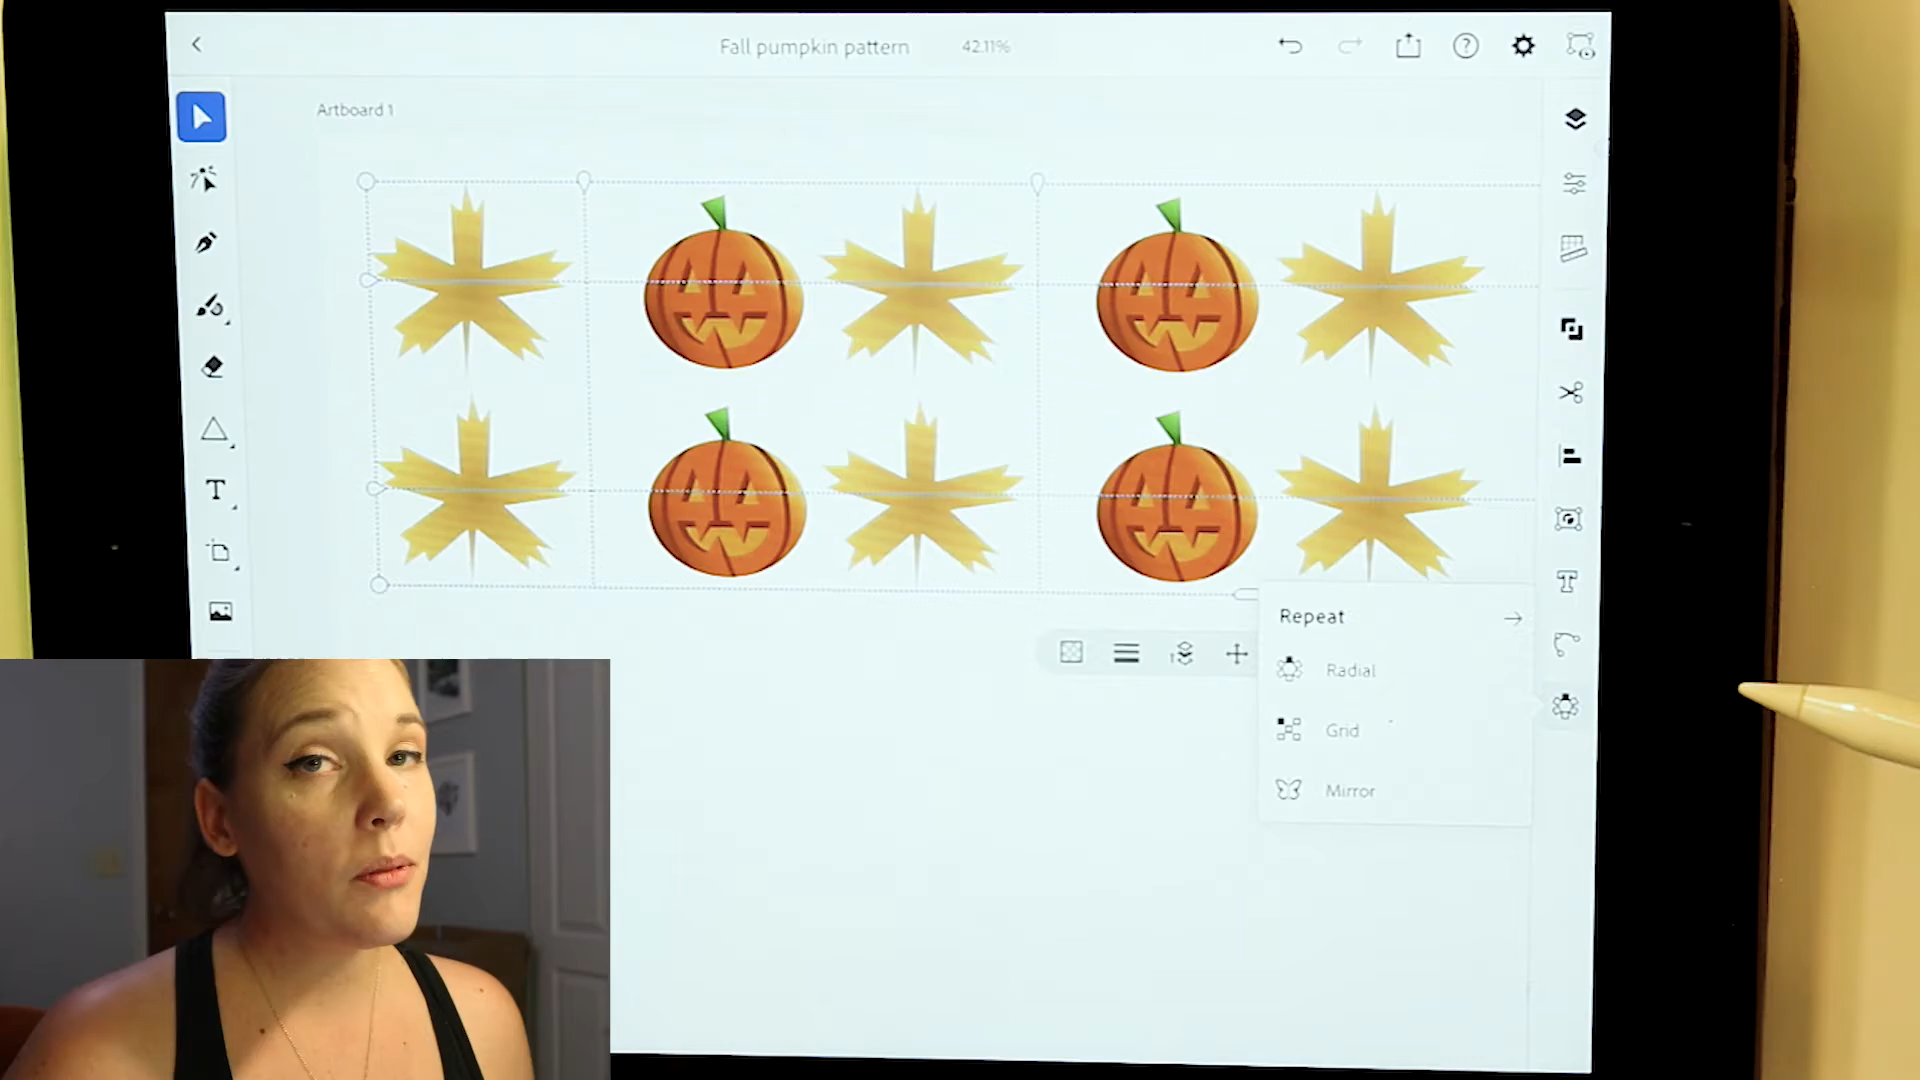 Fall pumpkin pattern 42.11%
Artboard 1
Repeat
Radial
Grid
Mirror